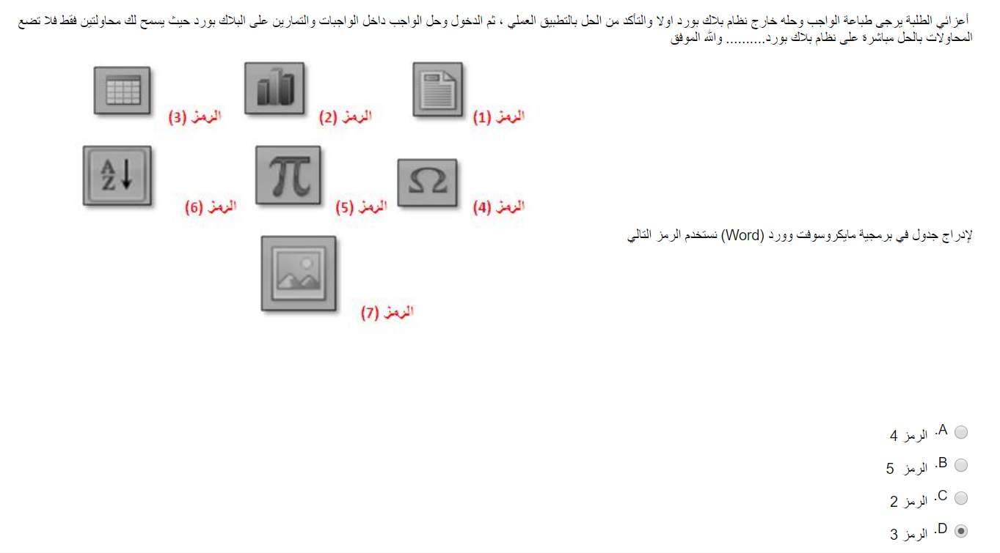 أعزائي الطلبة يرجى طباعة الواجب وحله خارج نظام بلاك بورد اولا والتأكد من الحل بالتطبيق العملي ، ثم الدخول وحل الواجب داخل الواجبات والتمارين على البلاك بورد حيث يسمح لك محاولتين فقط فلا تضع
المحاولات بالحل مباشرة على نظام بلاك بورد.......... والله الموفق
الرمز (1)
الرمز (2)
الرمز (3)
Ω
الرمز (4)
π
الرمز (5)
A
Z
الرمز (6)
الرمز (7)
لإدراج جدول في برمجية مايكروسوفت وورد (Word) نستخدم الرمز التالي
A. الرمز 4
B. الرمز 5
C. الرمز 2
D. الرمز 3